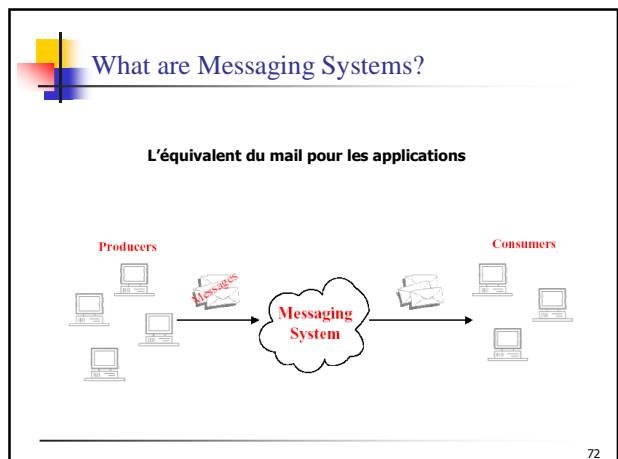 What are Messaging Systems?
L'équivalent du mail pour les applications
Producers
Consumers
Messages
Messaging
System
72